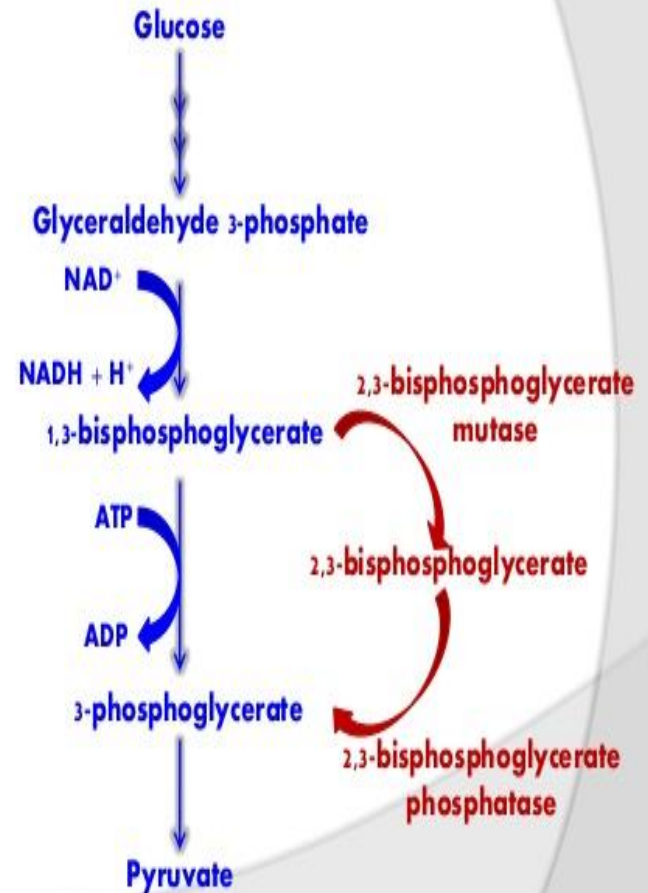 Glucose
Glyceraldehyde 3-phosphate
NAD⁺
NADH + H⁺
1,3-bisphosphoglycerate
2,3-bisphosphoglycerate
mutase
ATP
ADP
2,3-bisphosphoglycerate
3-phosphoglycerate
2,3-bisphosphoglycerate
phosphatase
Pyruvate